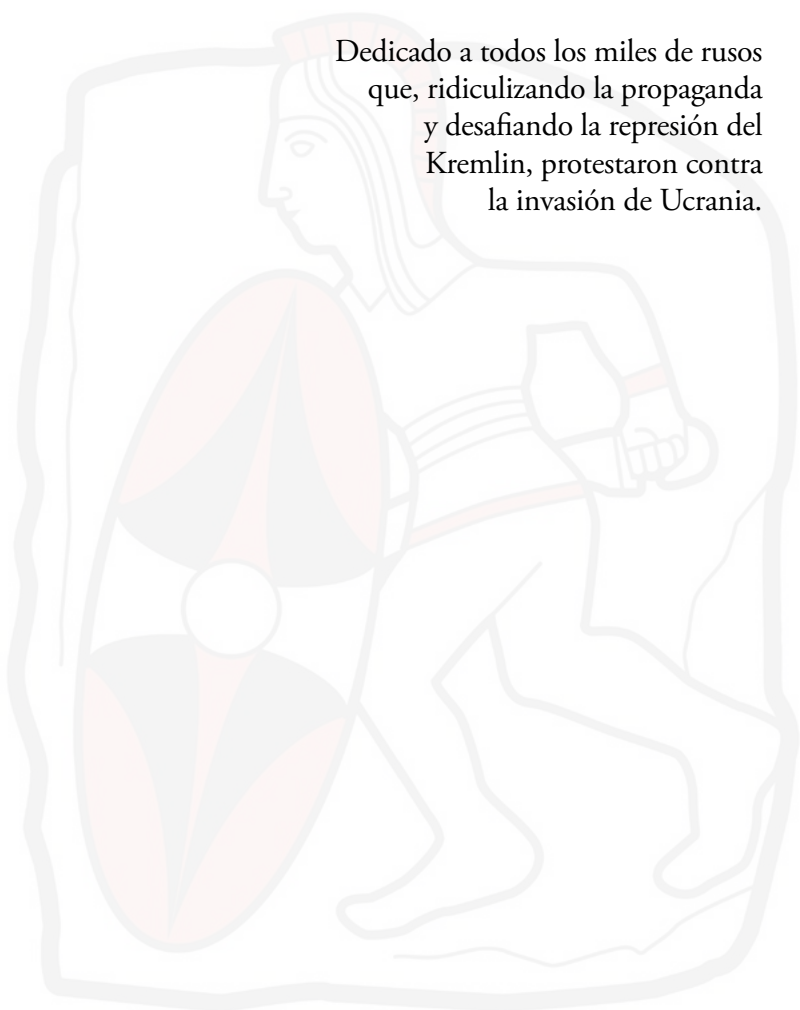 Dedicado a todos los miles de rusos
que, ridiculizando la propaganda
y desafiando la represión del
Kremlin, protestaron contra
la invasión de Ucrania.